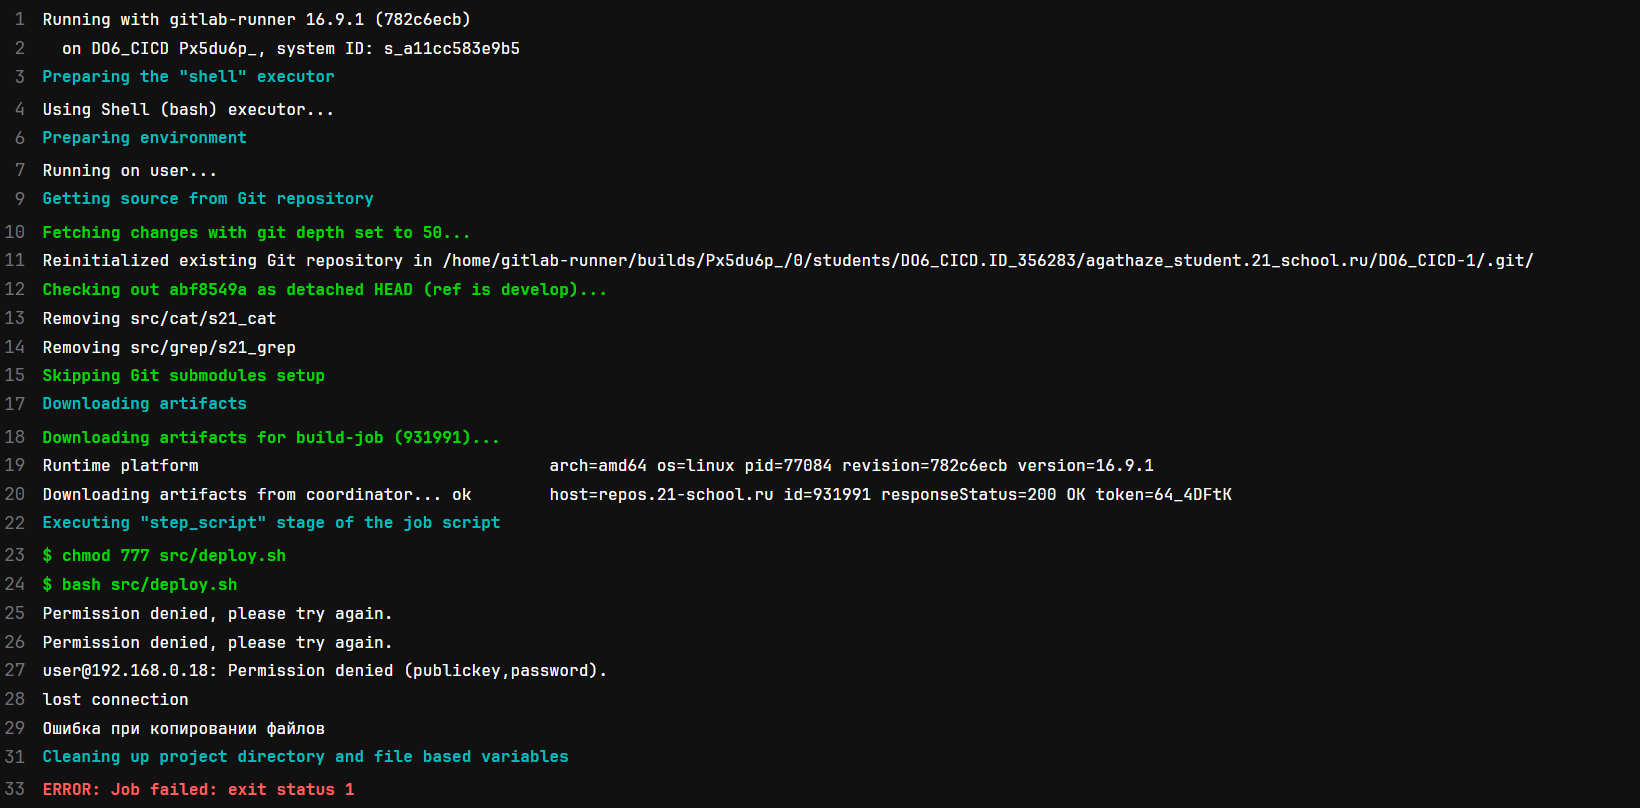 1 Running with gitlab-runner 16.9.1 (782c6ecb)
2 on DO6_CICD Px5du6p_, system ID: s_a11cc583e9b5
3 Preparing the "shell" executor
4 Using Shell (bash) executor...
6 Preparing environment
7 Running on user...
9 Getting source from Git repository
10 Fetching changes with git depth set to 50...
11 Reinitialized existing Git repository in /home/gitlab-runner/builds/Px5du6p_/0/students/DO6_CICD.ID_356283/agathaze_student.21_school.ru/DO6_CICD-1/.git/
12 Checking out abf8549a as detached HEAD (ref is develop)...
13 Removing src/cat/s21_cat
14 Removing src/grep/s21_grep
15 Skipping Git submodules setup
17 Downloading artifacts
18 Downloading artifacts for build-job (931991)...
19 Runtime platform arch=amd64 os=linux pid=77084 revision=782c6ecb version=16.9.1
20 Downloading artifacts from coordinator... ok host=repos.21-school.ru id=931991 responseStatus=200 OK token=64_4DFtK
22 Executing "step_script" stage of the job script
23 $ chmod 777 src/deploy.sh
24 $ bash src/deploy.sh
25 Permission denied, please try again.
26 Permission denied, please try again.
27 user@192.168.0.18: Permission denied (publickey,password).
28 lost connection
29 Ошибка при копировании файлов
31 Cleaning up project directory and file based variables
33 ERROR: Job failed: exit status 1